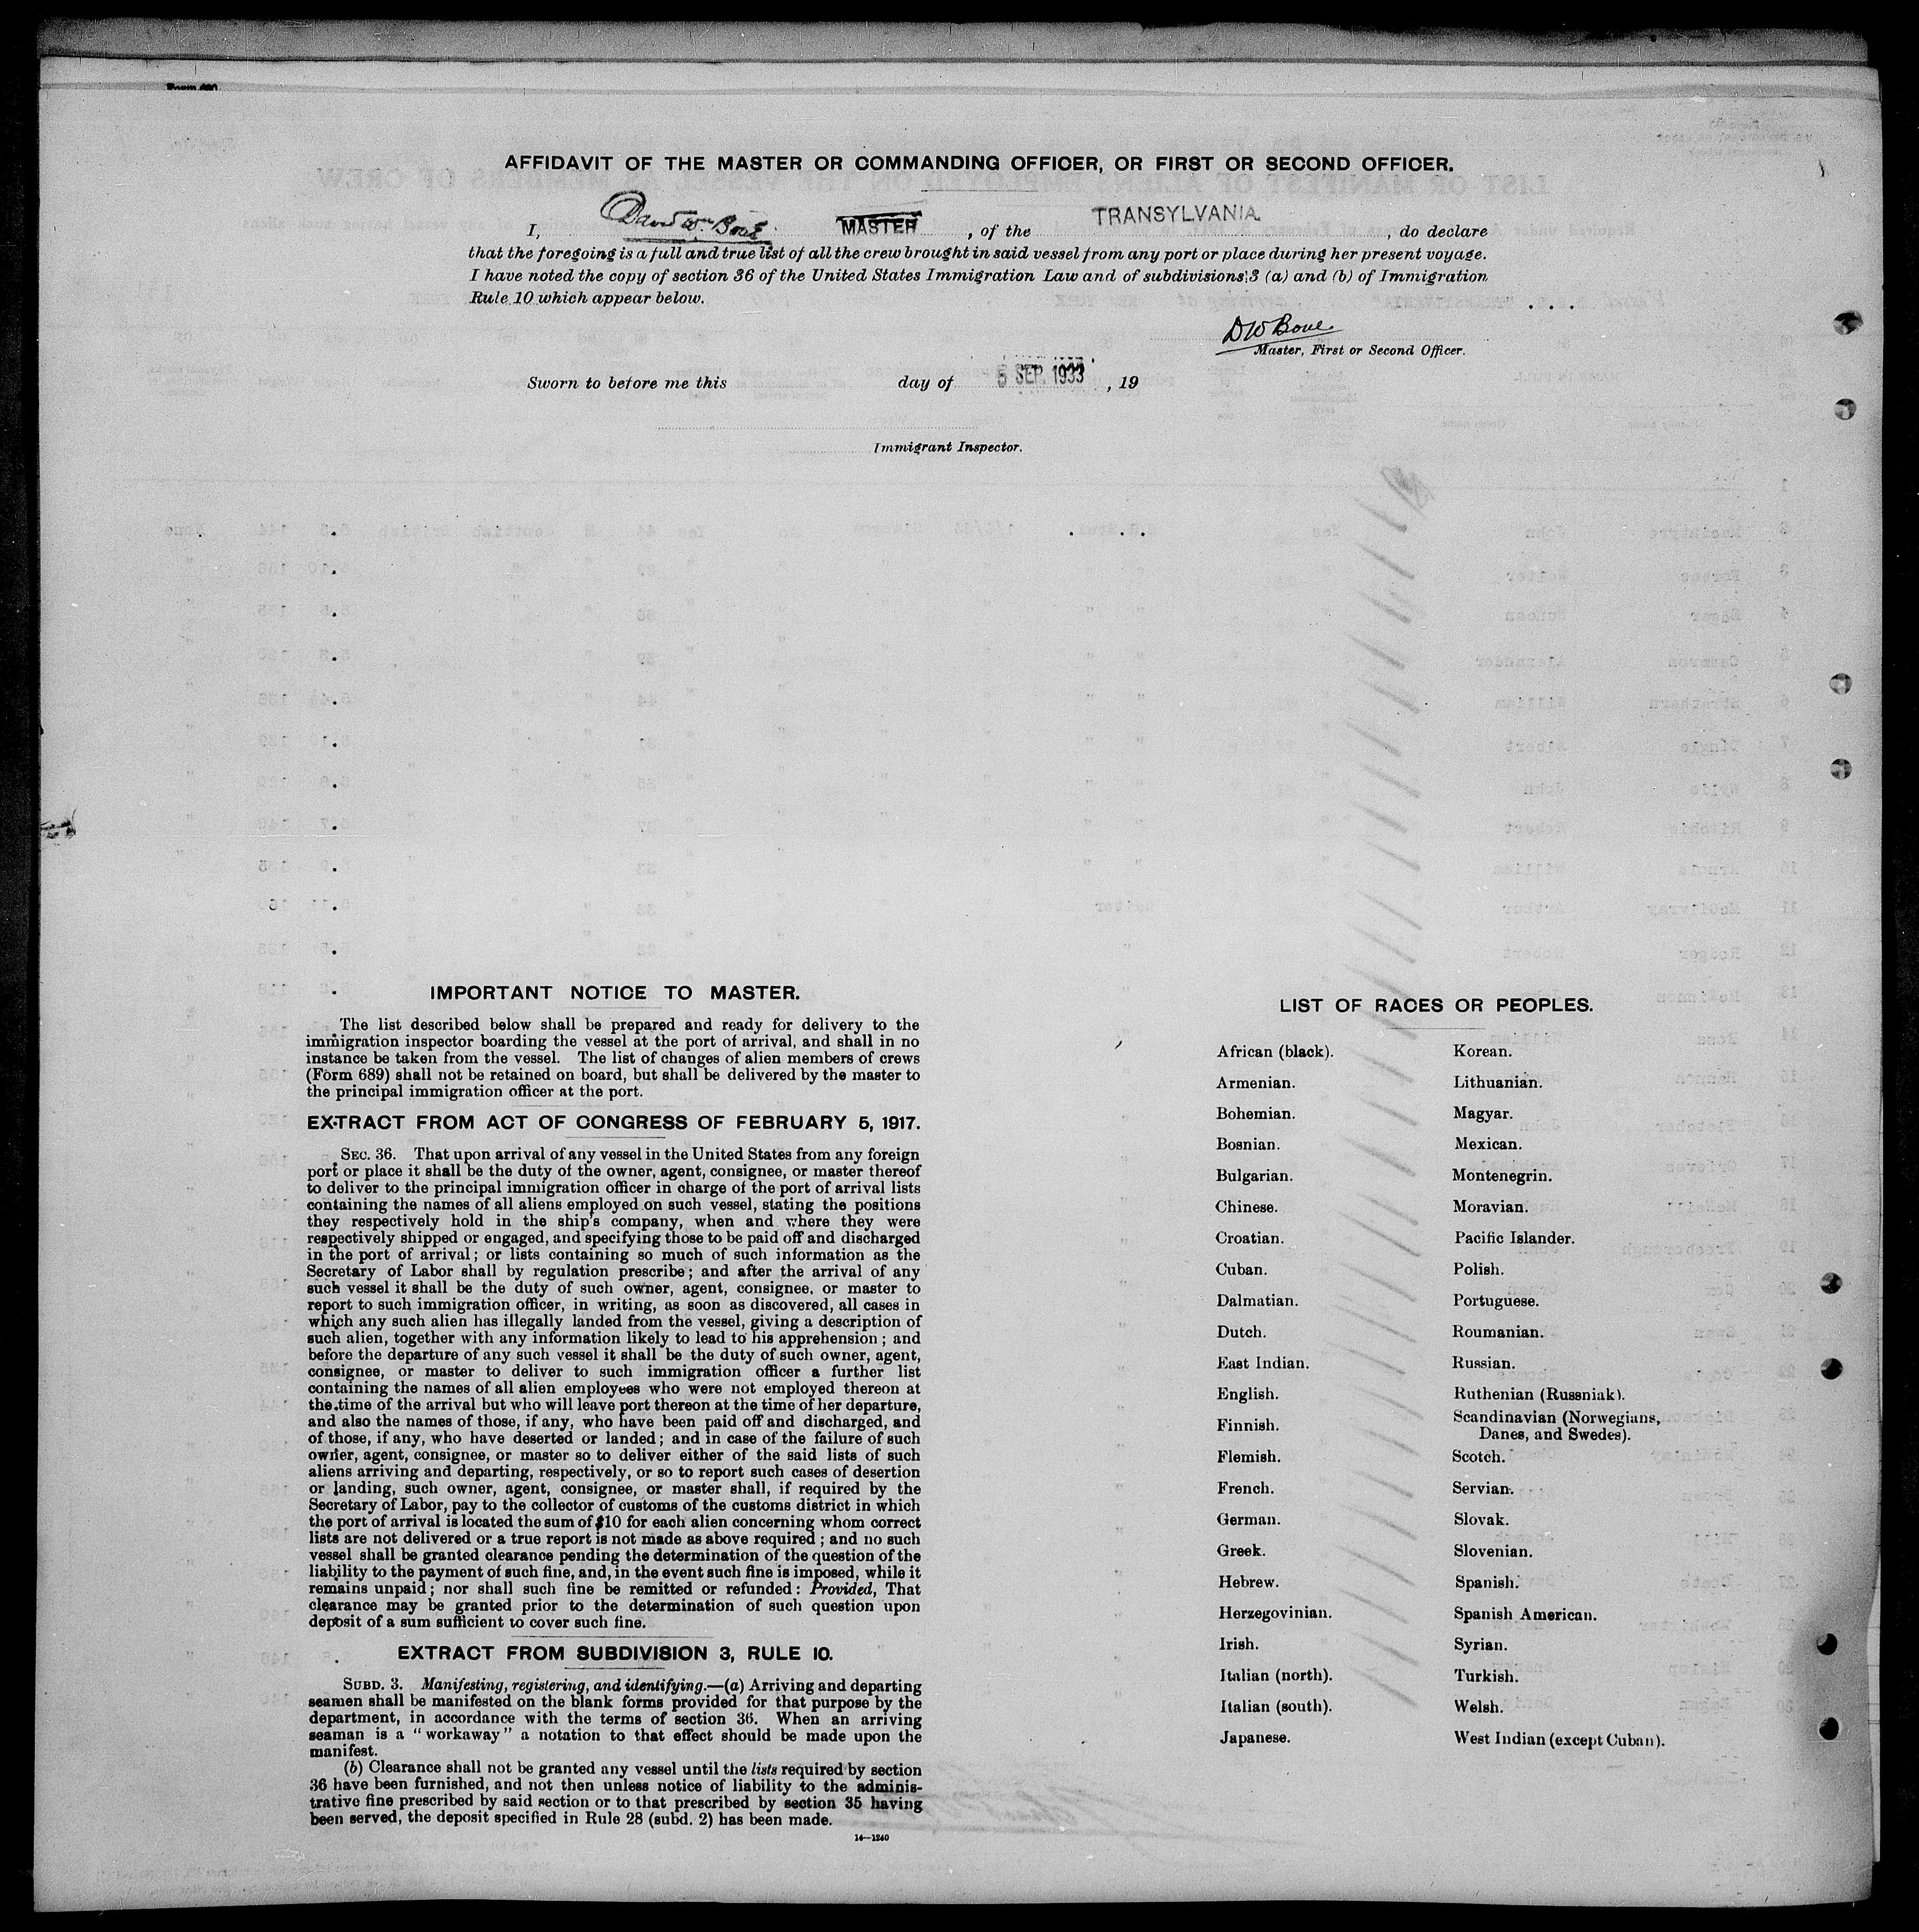 AFFIDAVIT OF THE MASTER OR COMMANDING OFFICER, OR FIRST OR SECOND OFFICER.
I, David Wm. Bone MASTER, of the TRANSYLVANIA, do declare
that the foregoing is a full and true list of all the crew brought in said vessel from any port or place during her present voyage.
I have noted the copy of section 36 of the United States Immigration Law and of subdivisions 3 (a) and (b) of Immigration
Rule 10 which appear below.
DW Bone.
Master, First or Second Officer.
Sworn to before me this day of 5 SEP. 1933, 19
Immigrant Inspector.
IMPORTANT NOTICE TO MASTER.
The list described below shall be prepared and ready for delivery to the
immigration inspector boarding the vessel at the port of arrival, and shall in no
instance be taken from the vessel. The list of changes of alien members of crews
(Form 689) shall not be retained on board, but shall be delivered by the master to
the principal immigration officer at the port.
EXTRACT FROM ACT OF CONGRESS OF FEBRUARY 5, 1917.
SEC. 36. That upon arrival of any vessel in the United States from any foreign
port or place it shall be the duty of the owner, agent, consignee, or master thereof
to deliver to the principal immigration officer in charge of the port of arrival lists
containing the names of all aliens employed on such vessel, stating the positions
they respectively hold in the ship's company, when and where they were
respectively shipped or engaged, and specifying those to be paid off and discharged
in the port of arrival; or lists containing so much of such information as the
Secretary of Labor shall by regulation prescribe; and after the arrival of any
such vessel it shall be the duty of such owner, agent, consignee, or master to
report to such immigration officer, in writing, as soon as discovered, all cases in
which any such alien has illegally landed from the vessel, giving a description of
such alien, together with any information likely to lead to his apprehension; and
before the departure of any such vessel it shall be the duty of such owner, agent,
consignee, or master to deliver to such immigration officer a further list
containing the names of all alien employees who were not employed thereon at
the time of the arrival but who will leave port thereon at the time of her departure,
and also the names of those, if any, who have been paid off and discharged, and
of those, if any, who have deserted or landed; and in case of the failure of such
owner, agent, consignee, or master so to deliver either of the said lists of such
aliens arriving and departing, respectively, or so to report such cases of desertion
or landing, such owner, agent, consignee, or master shall, if required by the
Secretary of Labor, pay to the collector of customs of the customs district in which
the port of arrival is located the sum of $10 for each alien concerning whom correct
lists are not delivered or a true report is not made as above required; and no such
vessel shall be granted clearance pending the determination of the question of the
liability to the payment of such fine, and, in the event such fine is imposed, while it
remains unpaid; nor shall such fine be remitted or refunded: Provided, That
clearance may be granted prior to the determination of such question upon
deposit of a sum sufficient to cover such fine.
EXTRACT FROM SUBDIVISION 3, RULE 10.
SUBD. 3. Manifesting, registering, and identifying.—(a) Arriving and departing
seamen shall be manifested on the blank forms provided for that purpose by the
department, in accordance with the terms of section 36. When an arriving
seaman is a "workaway" a notation to that effect should be made upon the
manifest.
(b) Clearance shall not be granted any vessel until the lists required by section
36 have been furnished, and not then unless notice of liability to the adminis-
trative fine prescribed by said section or to that prescribed by section 35 having
been served, the deposit specified in Rule 28 (subd. 2) has been made.
14—1240
LIST OF RACES OR PEOPLES.
African (black).
Armenian.
Bohemian.
Bosnian.
Bulgarian.
Chinese.
Croatian.
Cuban.
Dalmatian.
Dutch.
East Indian.
English.
Finnish.
Flemish.
French.
German.
Greek.
Hebrew.
Herzegovinian.
Irish.
Italian (north).
Italian (south).
Japanese.
Korean.
Lithuanian.
Magyar.
Mexican.
Montenegrin.
Moravian.
Pacific Islander.
Polish.
Portuguese.
Roumanian.
Russian.
Ruthenian (Russniak).
Scandinavian (Norwegians,
Danes, and Swedes).
Scotch.
Servian.
Slovak.
Slovenian.
Spanish.
Spanish American.
Syrian.
Turkish.
Welsh.
West Indian (except Cuban).